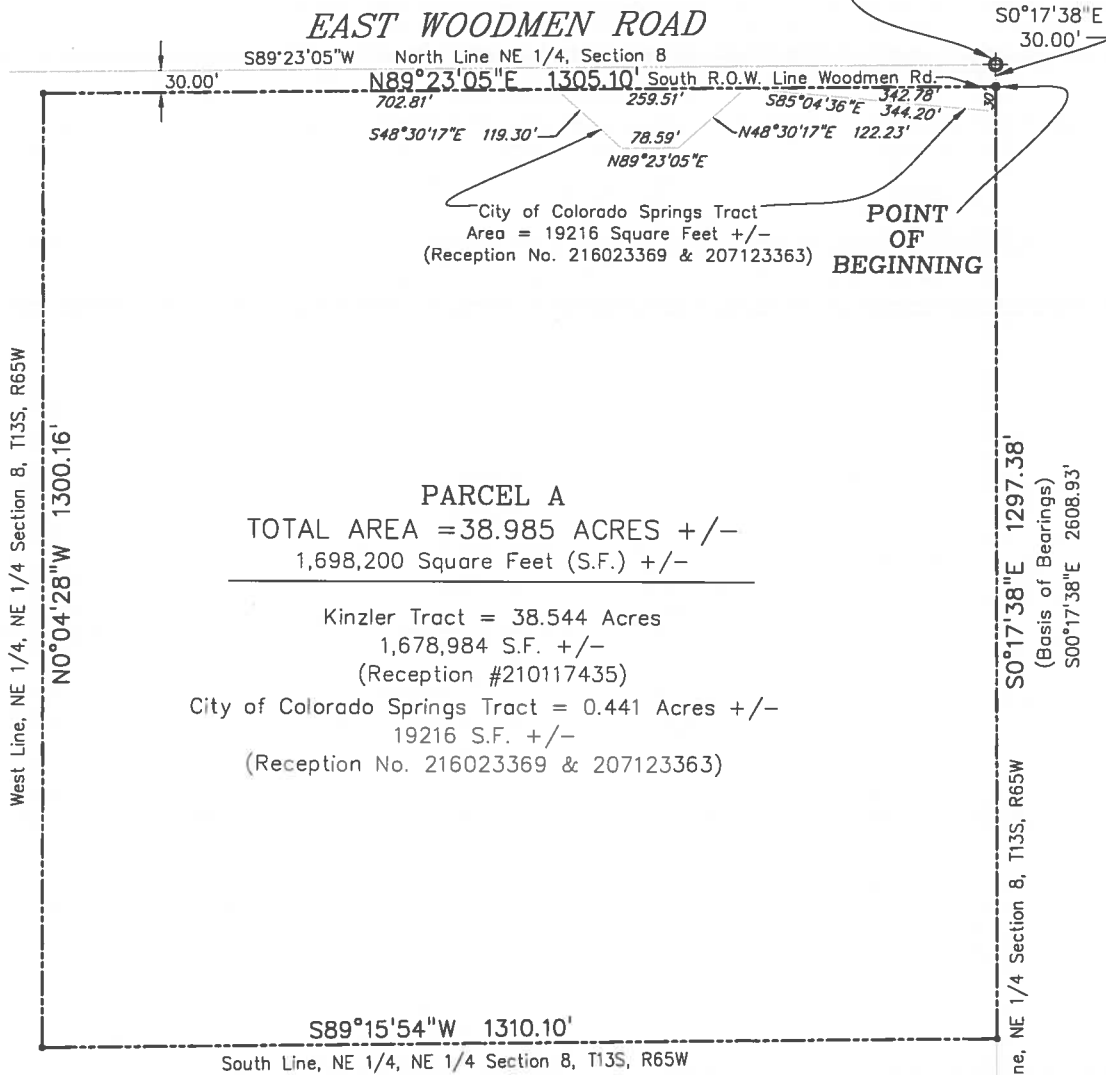 EAST WOODMEN ROAD
S0°17'38"E
30.00'
S89°23'05"W North Line NE 1/4, Section 8
30.00'
N89°23'05"E 1305.10' South R.O.W. Line Woodmen Rd.
702.81'
259.51'
342.78'
S85°04'36"E 344.20'
30'
S48°30'17"E 119.30'
78.59'
N48°30'17"E 122.23'
N89°23'05"E
City of Colorado Springs Tract
Area = 19216 Square Feet +/-
(Reception No. 216023369 & 207123363)
POINT
OF
BEGINNING
West Line, NE 1/4, NE 1/4 Section 8, T13S, R65W
N0°04'28"W 1300.16'
PARCEL A
TOTAL AREA =38.985 ACRES +/-
1,698,200 Square Feet (S.F.) +/-
Kinzler Tract = 38.544 Acres
1,678,984 S.F. +/-
(Reception #210117435)
City of Colorado Springs Tract = 0.441 Acres +/-
19216 S.F. +/-
(Reception No. 216023369 & 207123363)
S0°17'38"E 1297.38'
(Basis of Bearings)
S00°17'38"E 2608.93'
ne, NE 1/4 Section 8, T13S, R65W
S89°15'54"W 1310.10'
South Line, NE 1/4, NE 1/4 Section 8, T13S, R65W